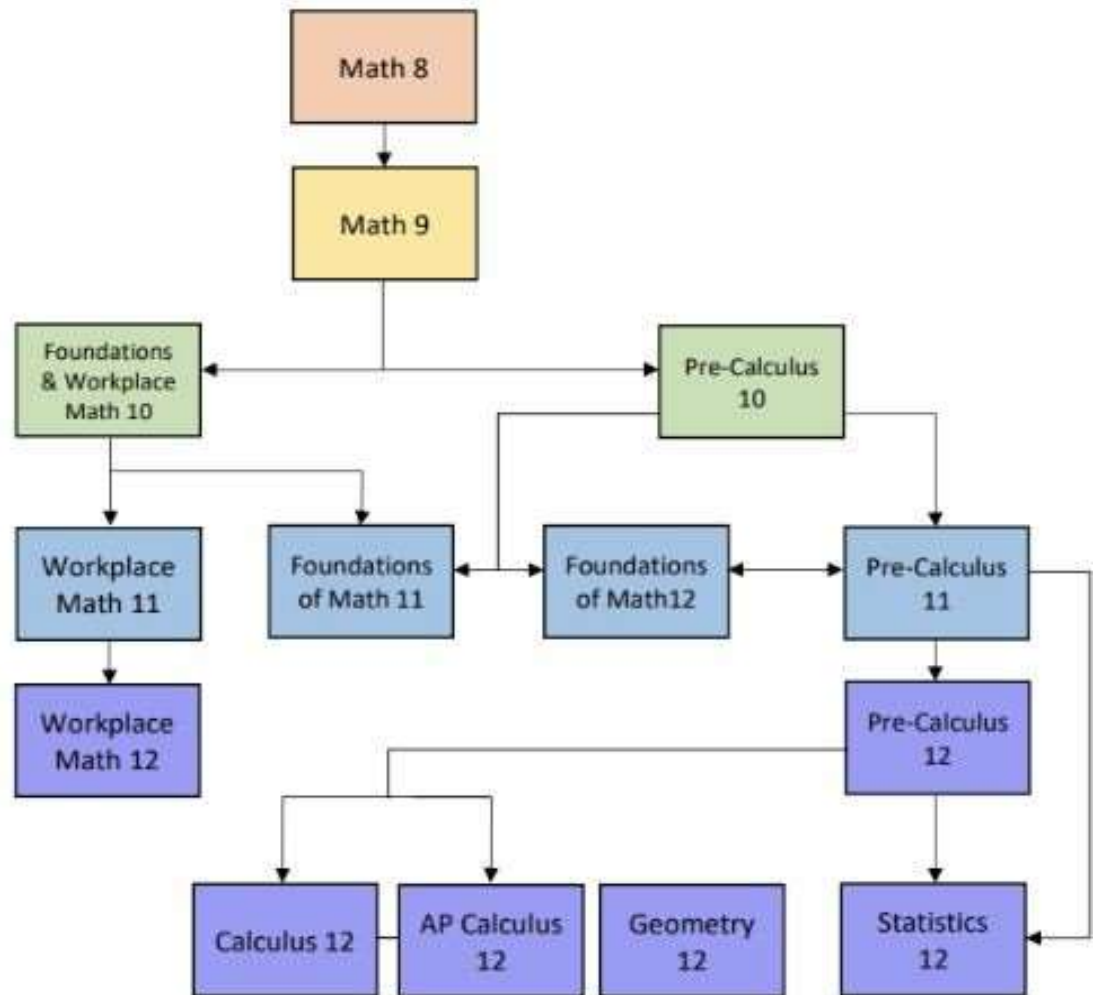 Math 8
Math 9
Foundations
& Workplace
Math 10
Pre-Calculus
10
Workplace
Math 11
Foundations
of Math 11
Foundations
of Math12
Pre-Calculus
11
Workplace
Math 12
Pre-Calculus
12
Calculus 12
AP Calculus
12
Geometry
12
Statistics
12